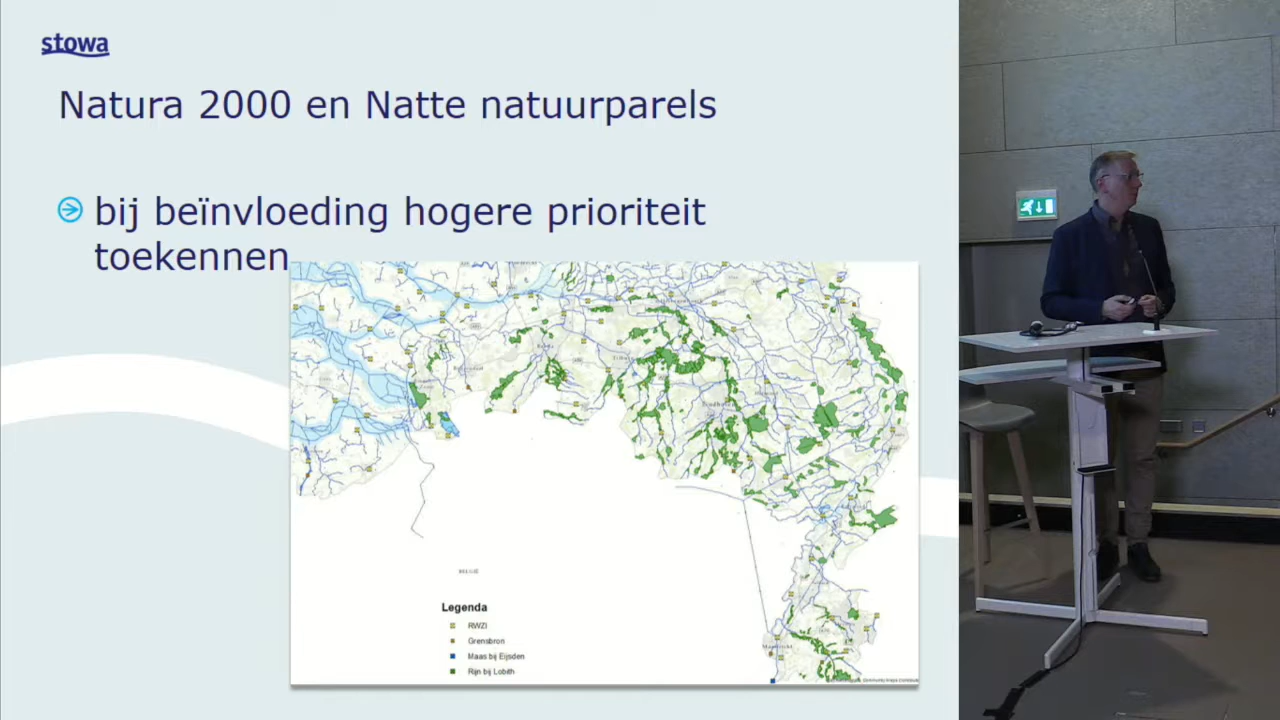 stowa
Natura 2000 en Natte natuurparels
bij beïnvloeding hogere prioriteit
toekennen
BELGIË
Legenda
RWZI
Grensbron
Maas bij Eijsden
Rijn bij Lobith